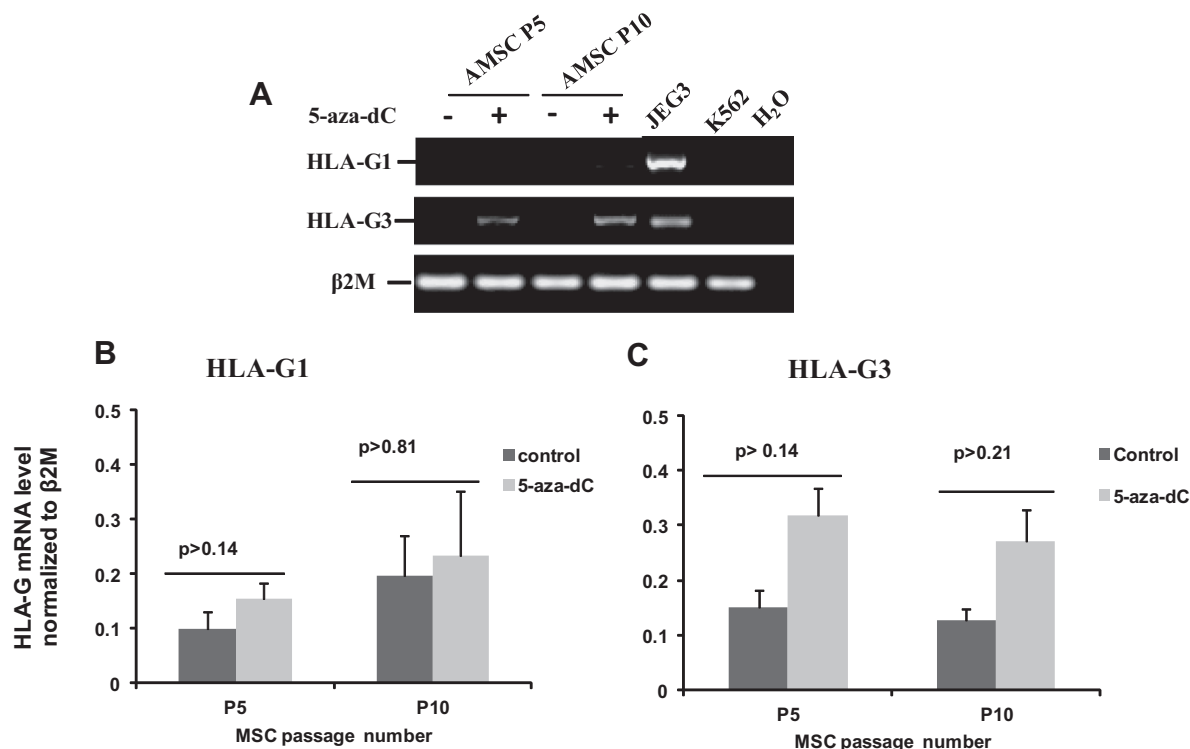 A
AMSC P5
AMSC P10
5-aza-dC
- + - + JEG3 K562 H₂O
HLA-G1
HLA-G3
β2M
B
HLA-G1
HLA-G mRNA level
normalized to β2M
0.5
0.4
0.3
0.2
0.1
0
p>0.14
p>0.81
control
5-aza-dC
P5
P10
MSC passage number
C
HLA-G3
0.5
0.4
0.3
0.2
0.1
0
p> 0.14
p>0.21
Control
5-aza-dC
P5
P10
MSC passage number